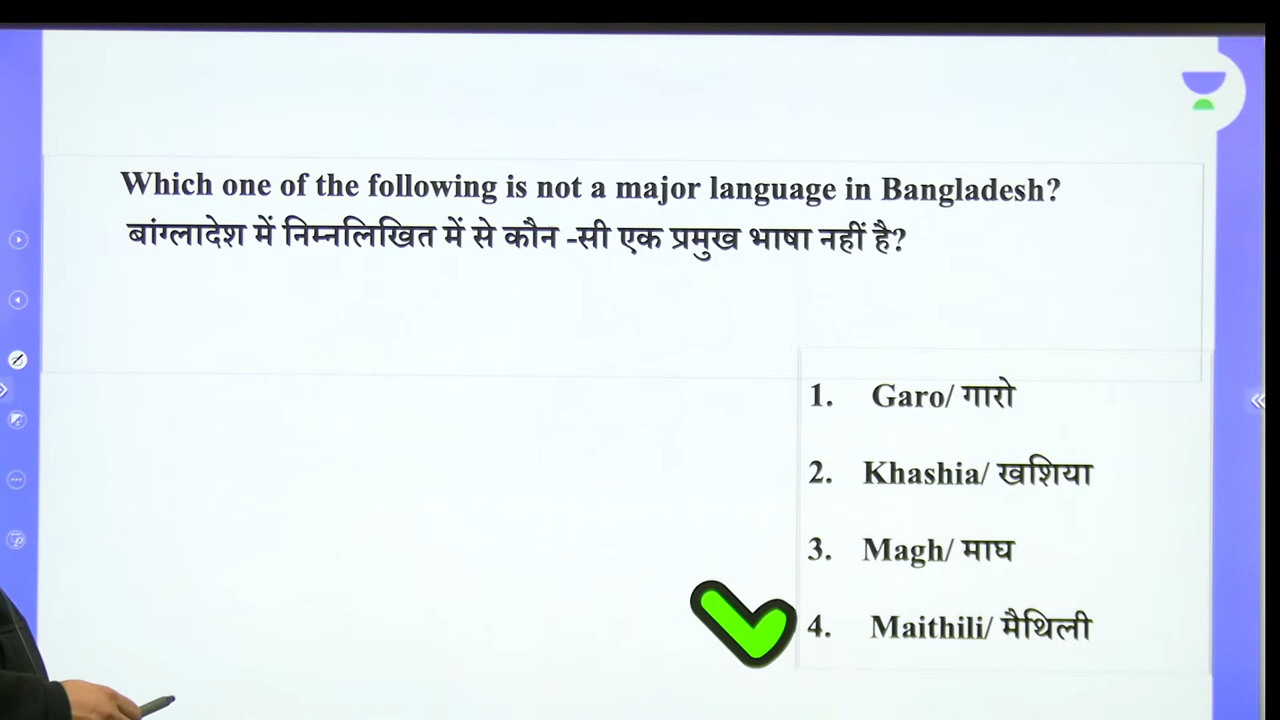 Which one of the following is not a major language in Bangladesh?
बांग्लादेश में निम्नलिखित में से कौन -सी एक प्रमुख भाषा नहीं है?
1. Garo/ गारो
2. Khashia/ खशिया
3. Magh/ माघ
4. Maithili/ मैथिली